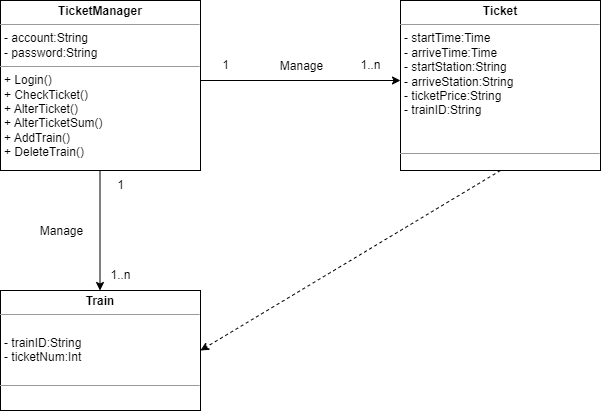 TicketManager
- account:String
- password:String
+ Login()
+ CheckTicket()
+ AlterTicket()
+ AlterTicketSum()
+ AddTrain()
+ DeleteTrain()
1 Manage 1..n
Ticket
- startTime:Time
- arriveTime:Time
- startStation:String
- arriveStation:String
- ticketPrice:String
- trainID:String
1
Manage
1..n
Train
- trainID:String
- ticketNum:Int